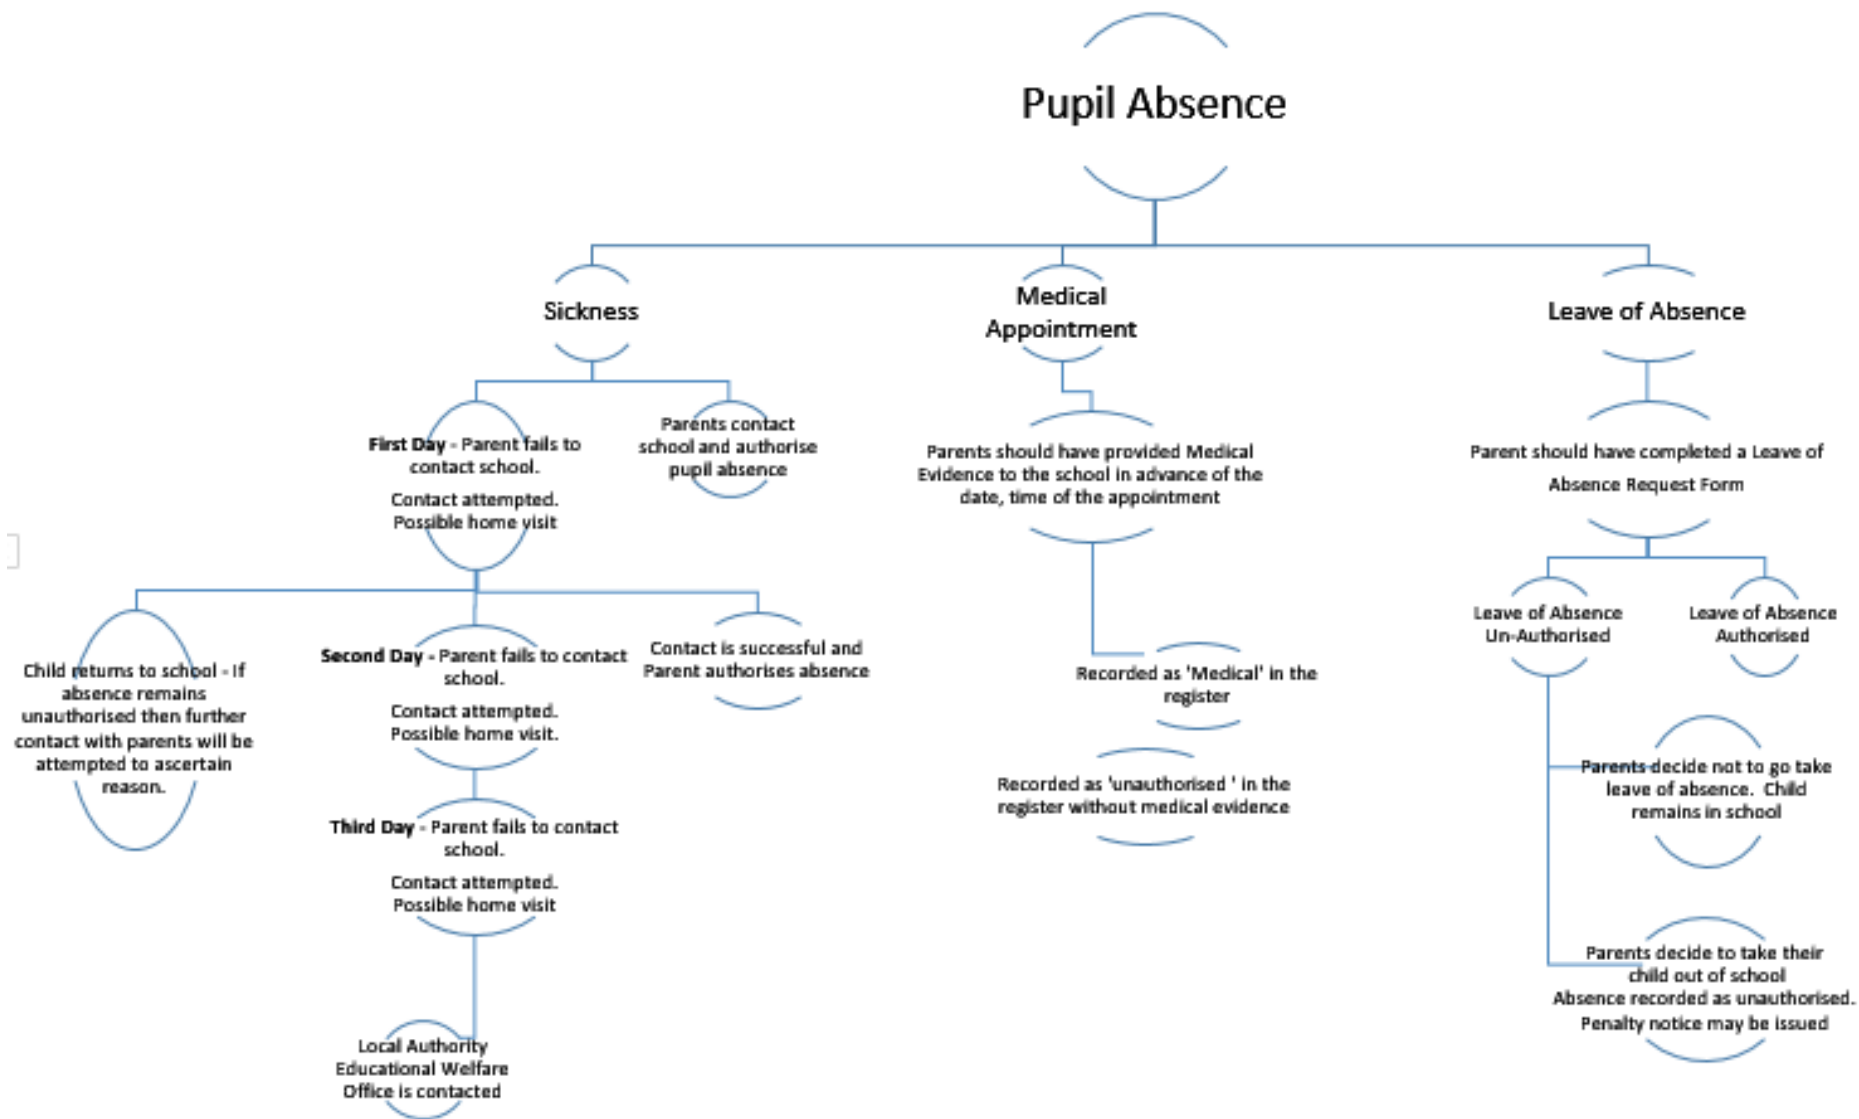 Pupil Absence
Sickness
Medical
Appointment
Leave of Absence
First Day - Parent fails to
contact school.
Contact attempted.
Possible home visit
Parents contact
school and authorise
pupil absence
Parents should have provided Medical
Evidence to the school in advance of the
date, time of the appointment
Parent should have completed a Leave of
Absence Request Form
Child returns to school - If
absence remains
unauthorised then further
contact with parents will be
attempted to ascertain
reason.
Second Day - Parent fails to contact
school.
Contact attempted.
Possible home visit.
Contact is successful and
Parent authorises absence
Recorded as 'Medical' in the
register
Recorded as 'unauthorised ' in the
register without medical evidence
Leave of Absence
Un-Authorised
Leave of Absence
Authorised
Third Day - Parent fails to contact
school.
Contact attempted.
Possible home visit
Parents decide not to go take
leave of absence. Child
remains in school
Parents decide to take their
child out of school
Absence recorded as unauthorised.
Penalty notice may be issued
Local Authority
Educational Welfare
Office is contacted